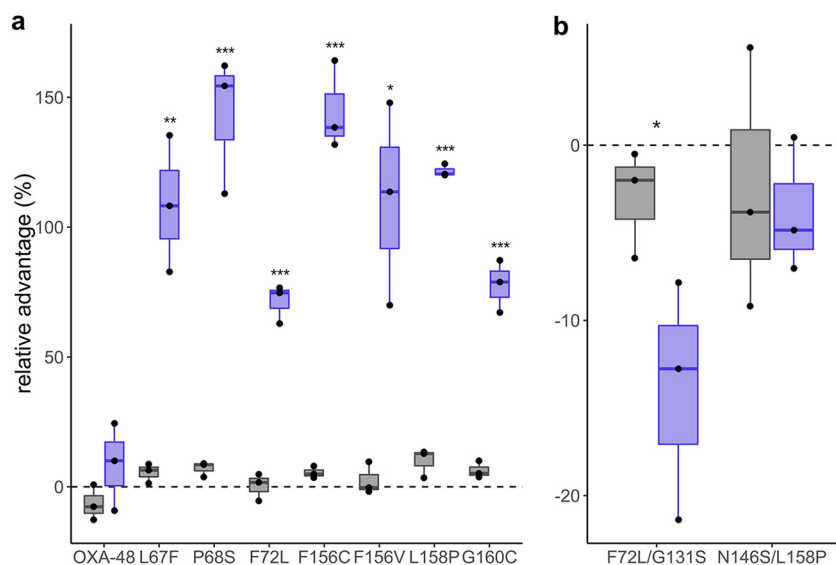 a
b
relative advantage (%)
150
100
50
0
** *** *** *** * *** ***
OXA-48 L67F P68S F72L F156C F156V L158P G160C
0
-10
-20
*
F72L/G131S N146S/L158P